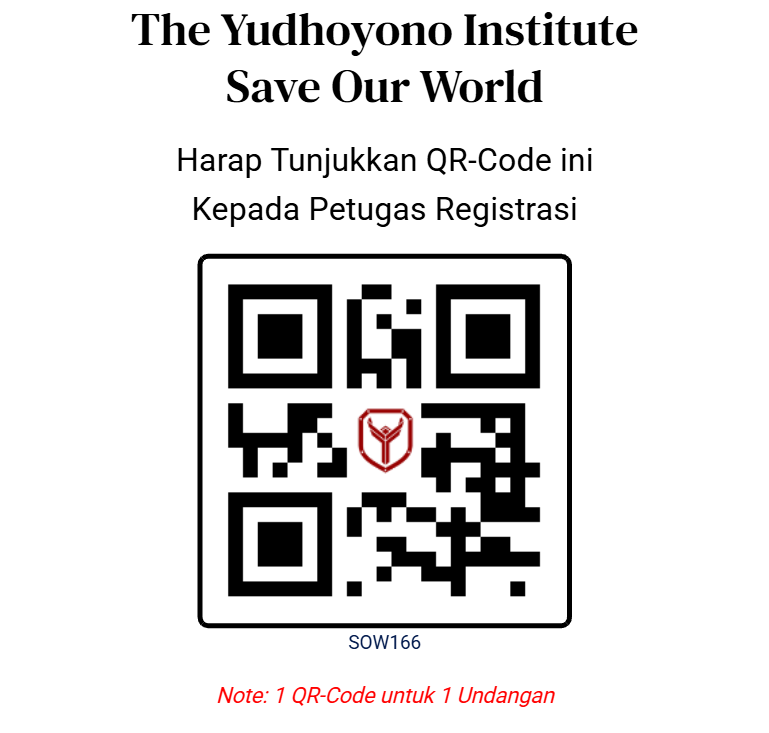 The Yudhoyono Institute
Save Our World
Harap Tunjukkan QR-Code ini
Kepada Petugas Registrasi
SOW166
Note: 1 QR-Code untuk 1 Undangan